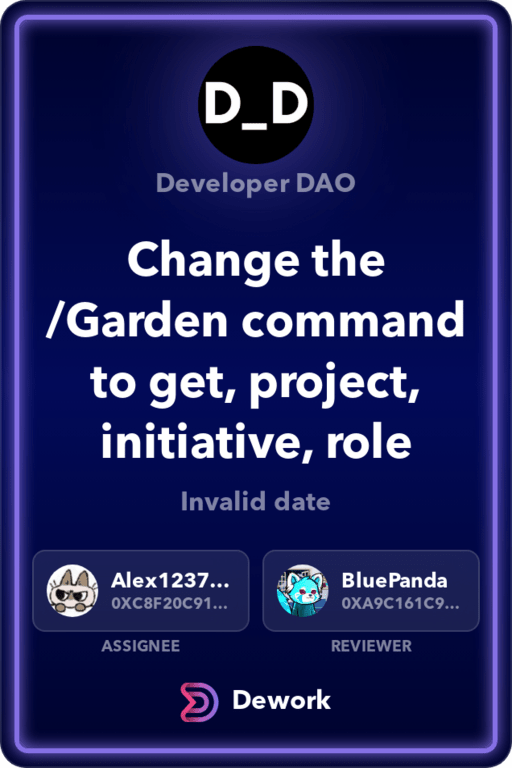 D_D
Developer DAO
Change the
/Garden command
to get, project,
initiative, role
Invalid date
Alex1237...
0XC8F20C91...
BluePanda
0XA9C161C9...
ASSIGNEE
REVIEWER
Dework